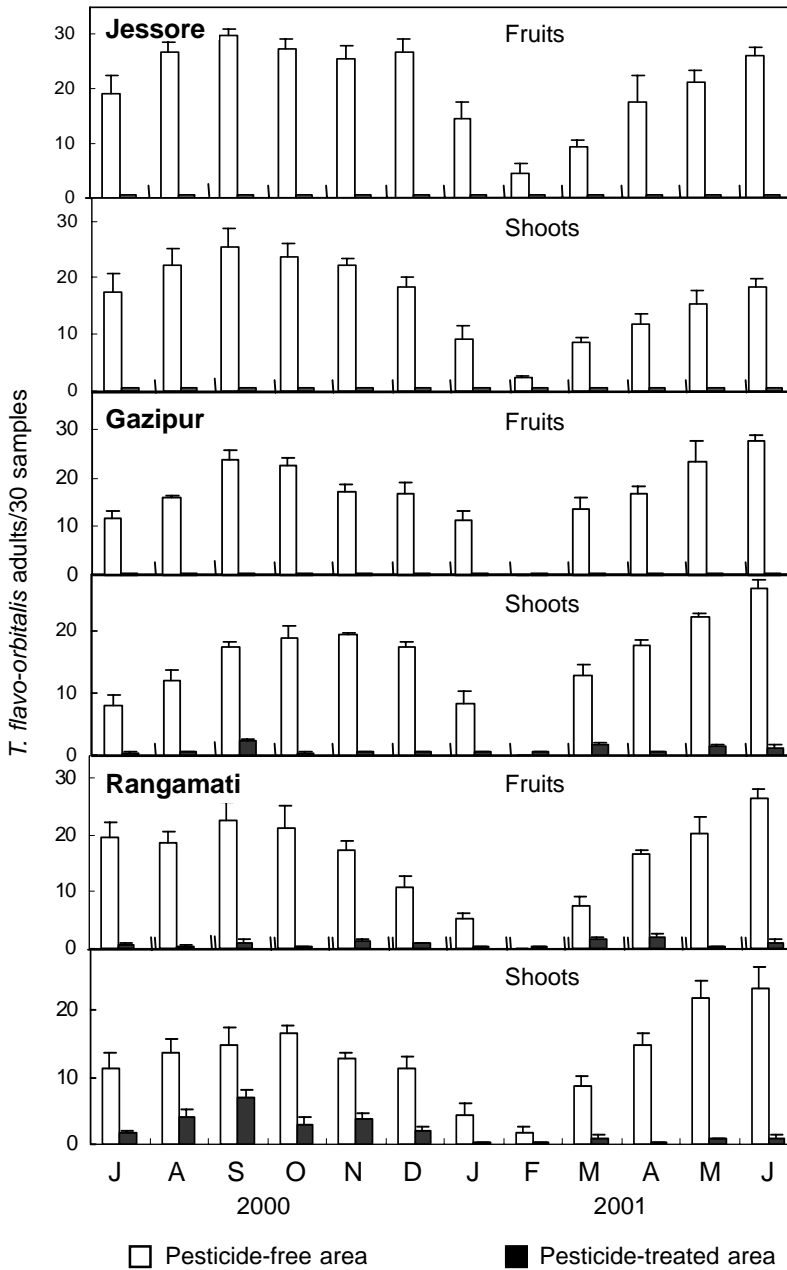 Jessore
Fruits
30
20
10
0
Shoots
30
20
10
0
Gazipur
Fruits
30
20
10
0
Shoots
20
10
0
Rangamati
Fruits
30
20
10
0
Shoots
20
10
0
T. flavo-orbitalis adults/30 samples
J A S O N D J F M A M J
2000 2001
Pesticide-free area Pesticide-treated area